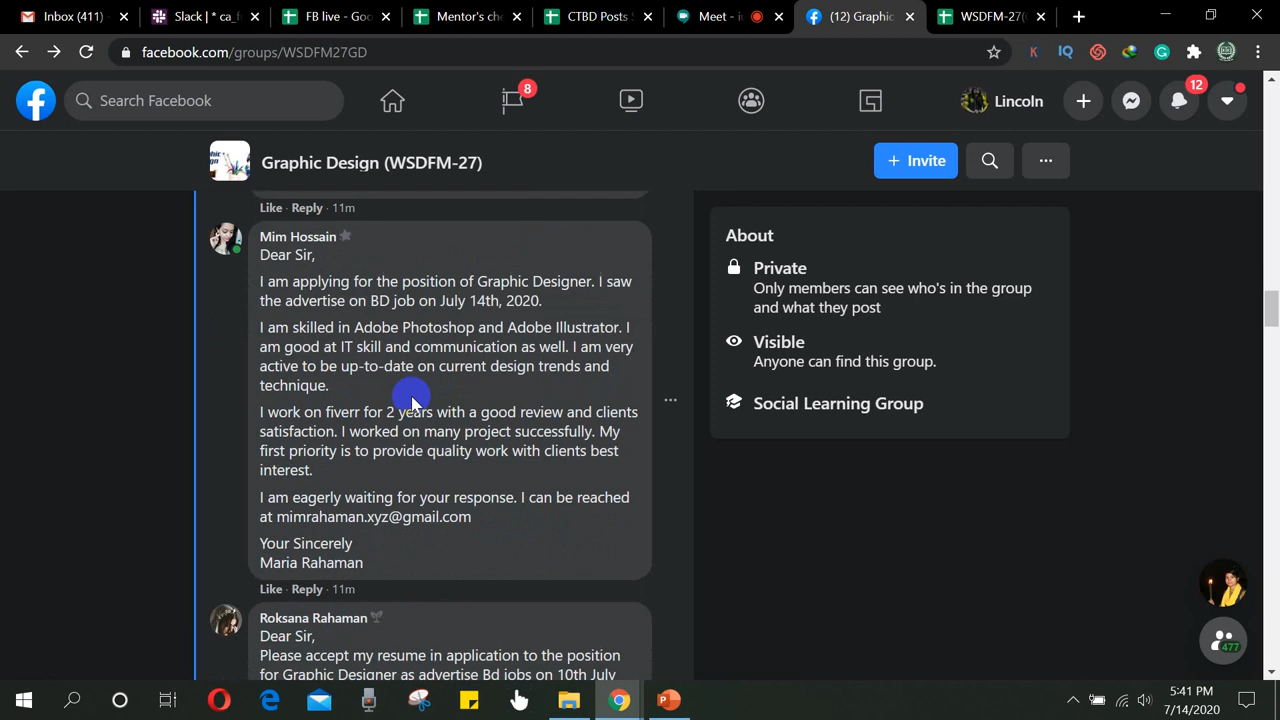 Inbox (411) -
Slack | * ca_f
FB live - Goo
Mentor's che
CTBD Posts S
Meet - iu
(12) Graphic
WSDFM-27(
facebook.com/groups/WSDFM27GD
Search Facebook
8
Lincoln
12
Graphic Design (WSDFM-27)
+ Invite
Like · Reply · 11m
Mim Hossain
Dear Sir,
I am applying for the position of Graphic Designer. I saw
the advertise on BD job on July 14th, 2020.
I am skilled in Adobe Photoshop and Adobe Illustrator. I
am good at IT skill and communication as well. I am very
active to be up-to-date on current design trends and
technique.
I work on fiverr for 2 years with a good review and clients
satisfaction. I worked on many project successfully. My
first priority is to provide quality work with clients best
interest.
I am eagerly waiting for your response. I can be reached
at mimrahaman.xyz@gmail.com
Your Sincerely
Maria Rahaman
Like · Reply · 11m
Roksana Rahaman
Dear Sir,
Please accept my resume in application to the position
for Graphic Designer as advertise Bd jobs on 10th July
About
Private
Only members can see who's in the group
and what they post
Visible
Anyone can find this group.
Social Learning Group
477
5:41 PM
7/14/2020